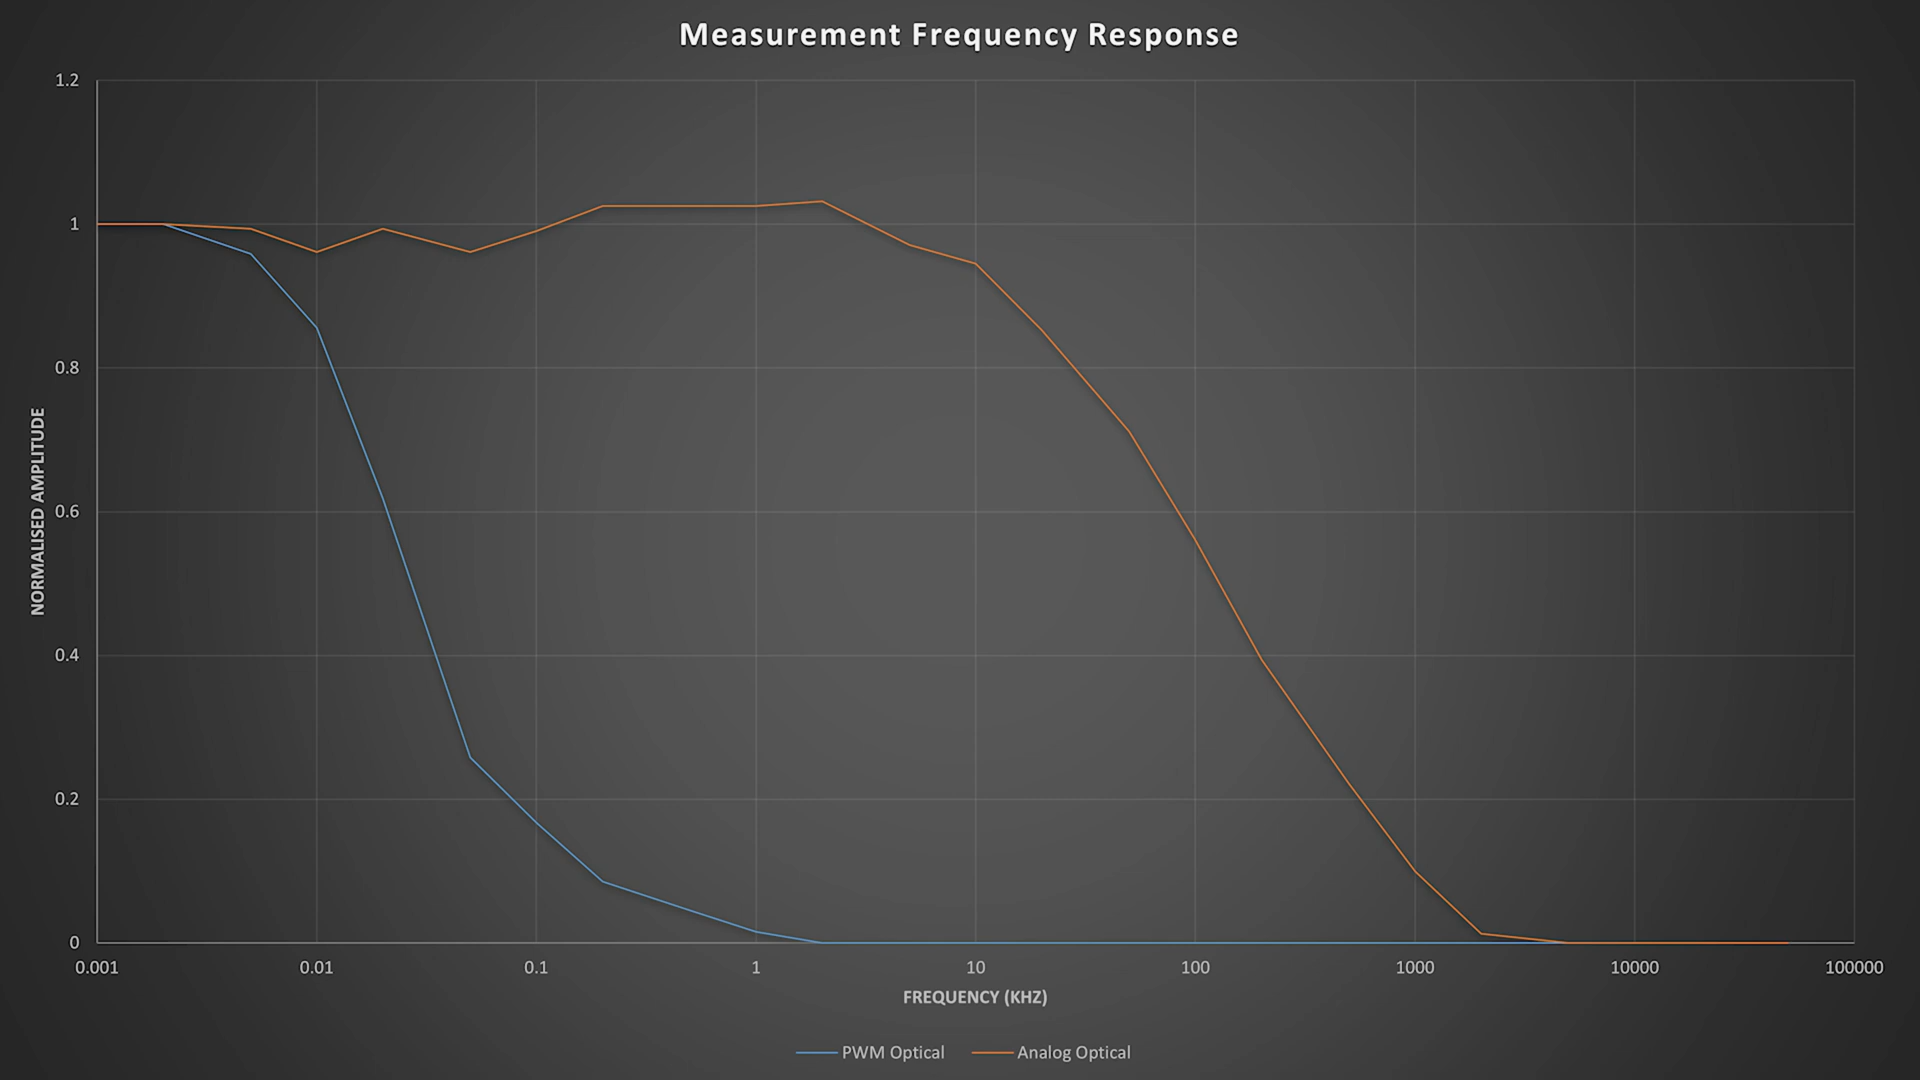 Measurement Frequency Response
1.2
1
0.8
0.6
0.4
0.2
0
NORMALISED AMPLITUDE
0.001 0.01 0.1 1 10 100 1000 10000 100000
FREQUENCY (KHZ)
PWM Optical Analog Optical